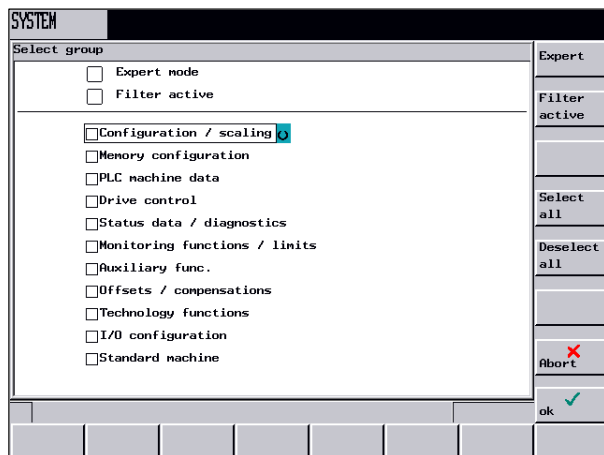 SYSTEM
Select group
Expert mode
Filter active
Configuration / scaling
Memory configuration
PLC machine data
Drive control
Status data / diagnostics
Monitoring functions / limits
Auxiliary func.
Offsets / compensations
Technology functions
I/O configuration
Standard machine
Expert
Filter
active
Select
all
Deselect
all
Abort
ok